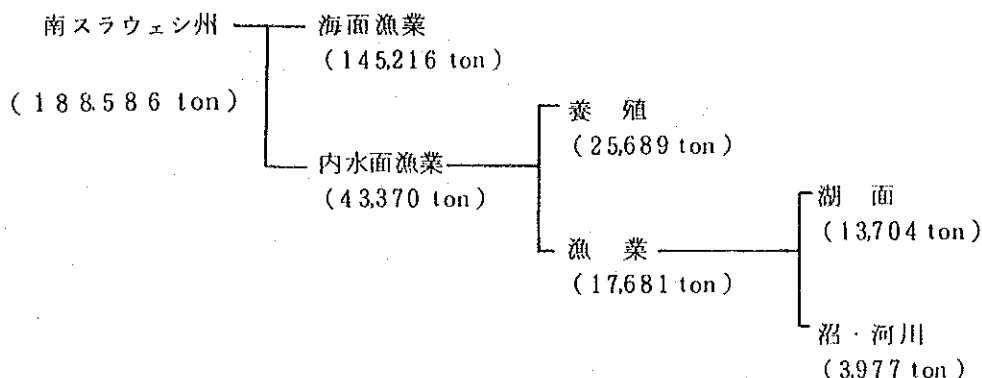 南スラウェシ州
(188.586 ton)
海面漁業
(145,216 ton)
内水面漁業
(43,370 ton)
養 殖
(25,689 ton)
漁 業
(17,681 ton)
湖 面
(13,704 ton)
沼・河川
(3,977 ton)